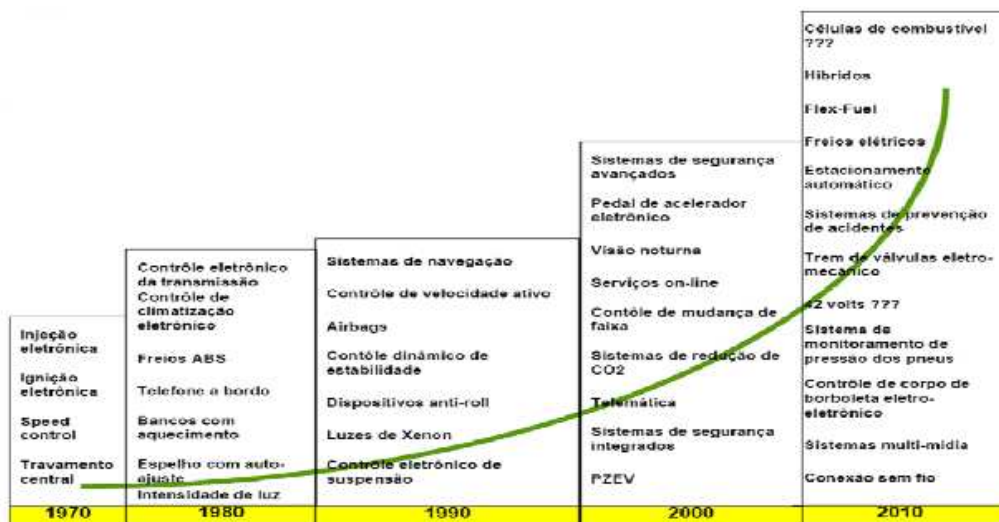 Injeção
eletrônica
Ignição
eletrônica
Speed
control
Travamento
central
1970
Contrôle eletrônico
da transmissão
Contrôle de
climatização
eletrônico
Freios ABS
Telefone a bordo
Bancos com
aquecimento
Espelho com auto-
ajuste
Intensidade de luz
1980
Sistemas de navegação
Contrôle de velocidade ativo
Airbags
Contôle dinâmico de
estabilidade
Dispositivos anti-roll
Luzes de Xenon
Contrôle eletrônico de
suspensão
1990
Sistemas de segurança
avançados
Pedal de acelerador
eletrônico
Visão noturna
Serviços on-line
Contôle de mudança de
faixa
Sistemas de redução de
CO2
Telemática
Sistemas de segurança
integrados
PZEV
2000
Células de combustível
???
Híbridos
Flex-Fuel
Freios elétricos
Estacionamento
automático
Sistemas de prevenção
de acidentes
Trem de válvulas eletro-
mecânico
42 volts ???
Sistema de
monitoramento de
pressão dos pneus
Contrôle de corpo de
borboleta eletro-
eletrônico
Sistemas multi-mídia
Conexão sem fio
2010